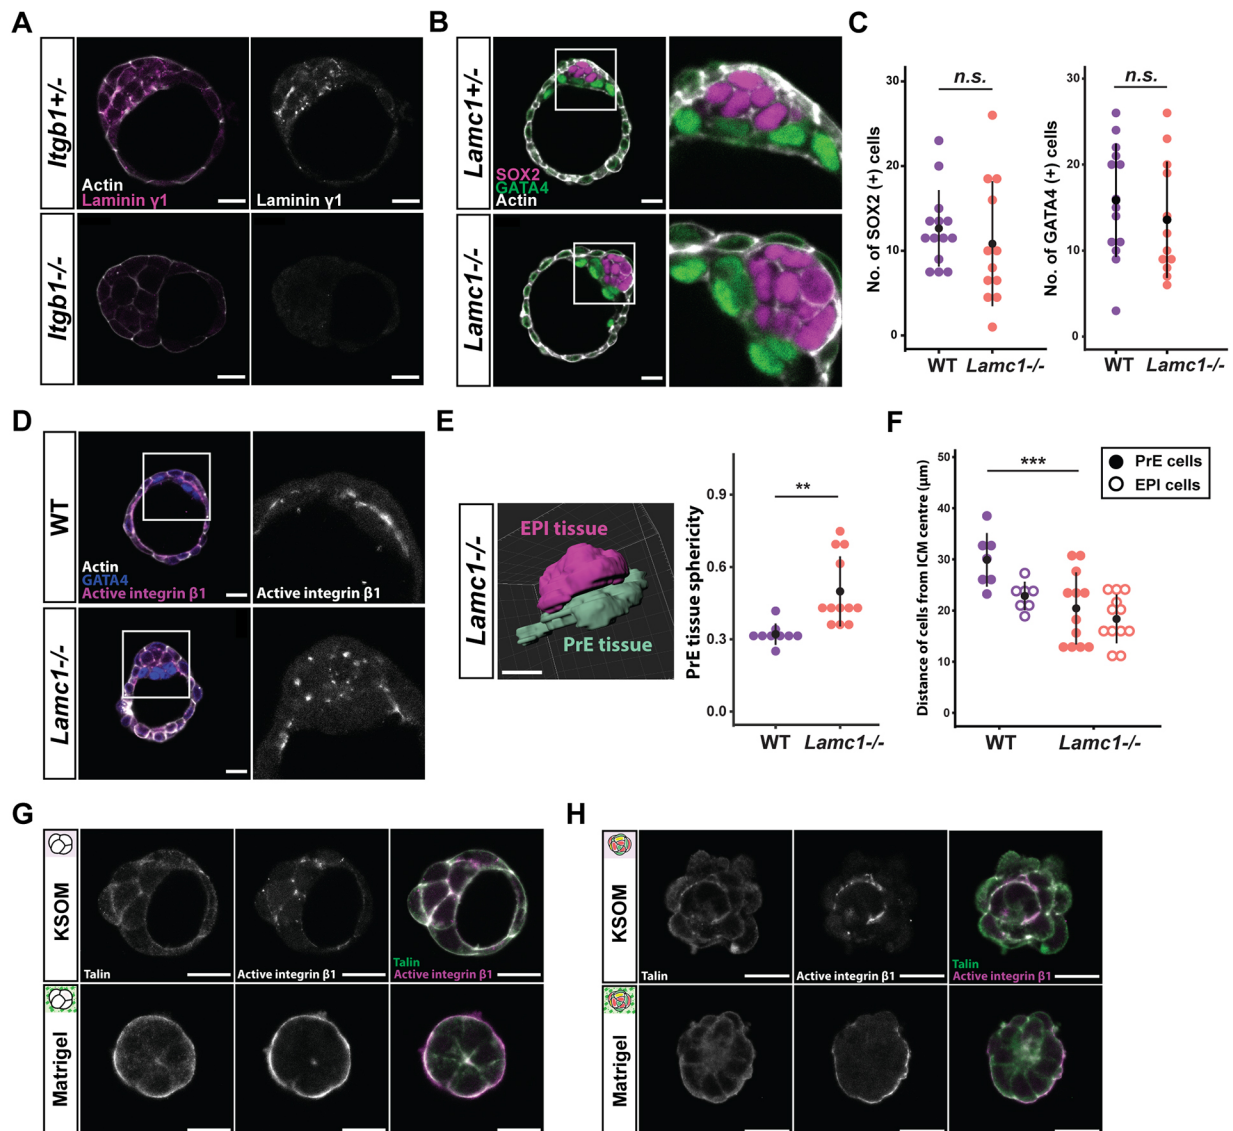 A
Itgb1+/-
Actin
Laminin γ1
Laminin γ1
Itgb1-/-
B
Lamc1+/-
SOX2
GATA4
Actin
Lamc1-/-
C
No. of SOX2 (+) cells
30
20
10
0
n.s.
WT
Lamc1-/-
No. of GATA4 (+) cells
30
20
10
0
n.s.
WT
Lamc1-/-
D
WT
Actin
GATA4
Active integrin β1
Active integrin β1
Lamc1-/-
E
Lamc1-/-
EPI tissue
PrE tissue
PrE tissue sphericity
0.9
0.6
0.3
0.0
**
WT
Lamc1-/-
F
Distance of cells from ICM centre (μm)
50
40
30
20
10
0
***
PrE cells
EPI cells
WT
Lamc1-/-
G
KSOM
Talin
Active integrin β1
Talin
Active integrin β1
Matrigel
H
KSOM
Talin
Active integrin β1
Talin
Active integrin β1
Matrigel